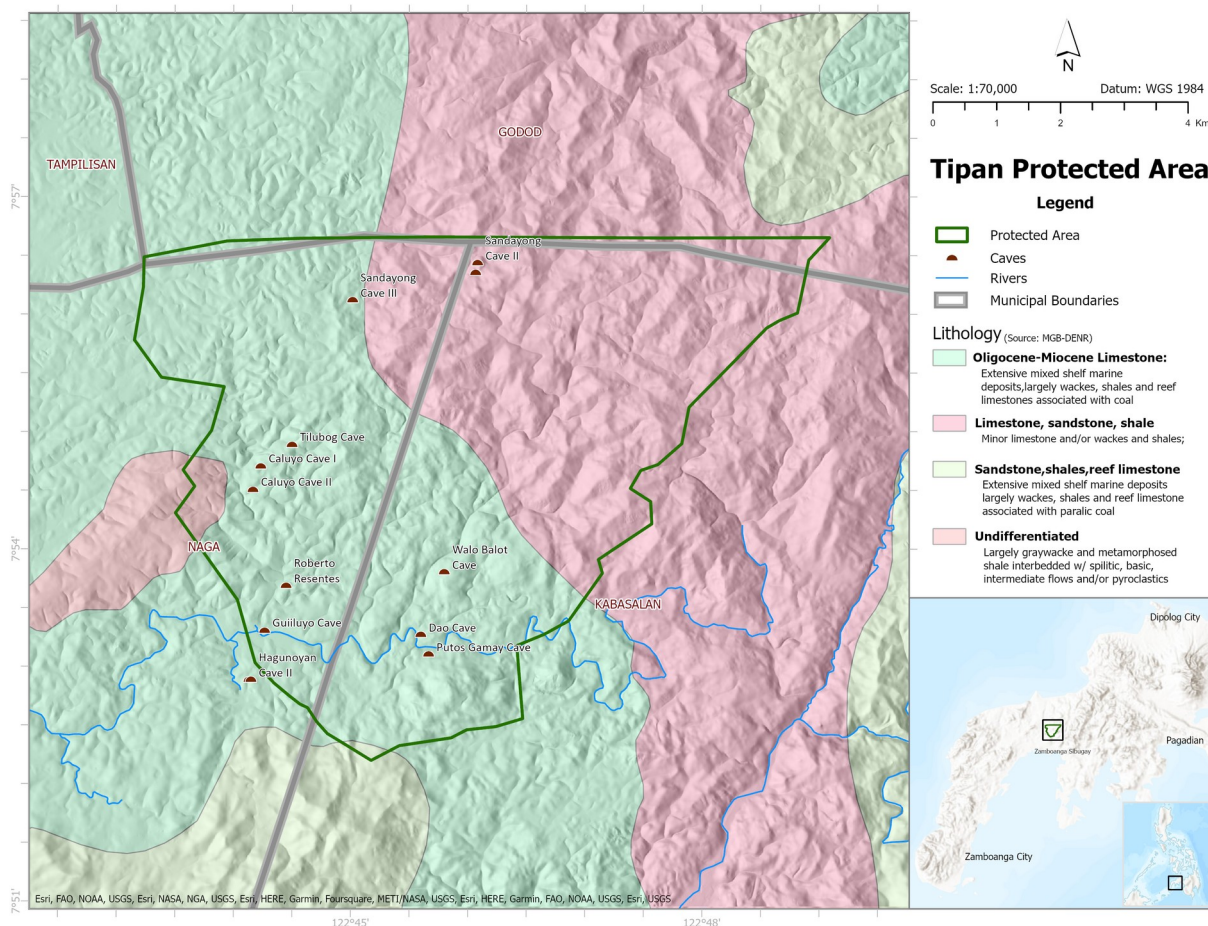 GODOD
TAMPILISAN
7°57'
Sandayong
Cave II
Sandayong
Cave III
Tilubog Cave
Caluyo Cave I
Caluyo Cave II
NAGA
7°54'
Roberto
Resentes
Walo Balot
Cave
KABASALAN
Guiiluyo Cave
Dao Cave
Putos Gamay Cave
Hagunoyan
Cave II
7°51'
Esri, FAO, NOAA, USGS, Esri, NASA, NGA, USGS, Esri, HERE, Garmin, Foursquare, METI/NASA, USGS, Esri, HERE, Garmin, FAO, NOAA, USGS, Esri, USGS
122°45'
122°48'
N
Scale: 1:70,000 Datum: WGS 1984
0 1 2 4 Km
Tipan Protected Area
Legend
Protected Area
Caves
Rivers
Municipal Boundaries
Lithology (Source: MGB-DENR)
Oligocene-Miocene Limestone:
Extensive mixed shelf marine
deposits,largely wackes, shales and reef
limestones associated with coal
Limestone, sandstone, shale
Minor limestone and/or wackes and shales;
Sandstone,shales,reef limestone
Extensive mixed shelf marine deposits
largely wackes, shales and reef limestone
associated with paralic coal
Undifferentiated
Largely graywacke and metamorphosed
shale interbedded w/ spilitic, basic,
intermediate flows and/or pyroclastics
Dipolog City
Pagadian
Zamboanga Sibugay
Zamboanga City